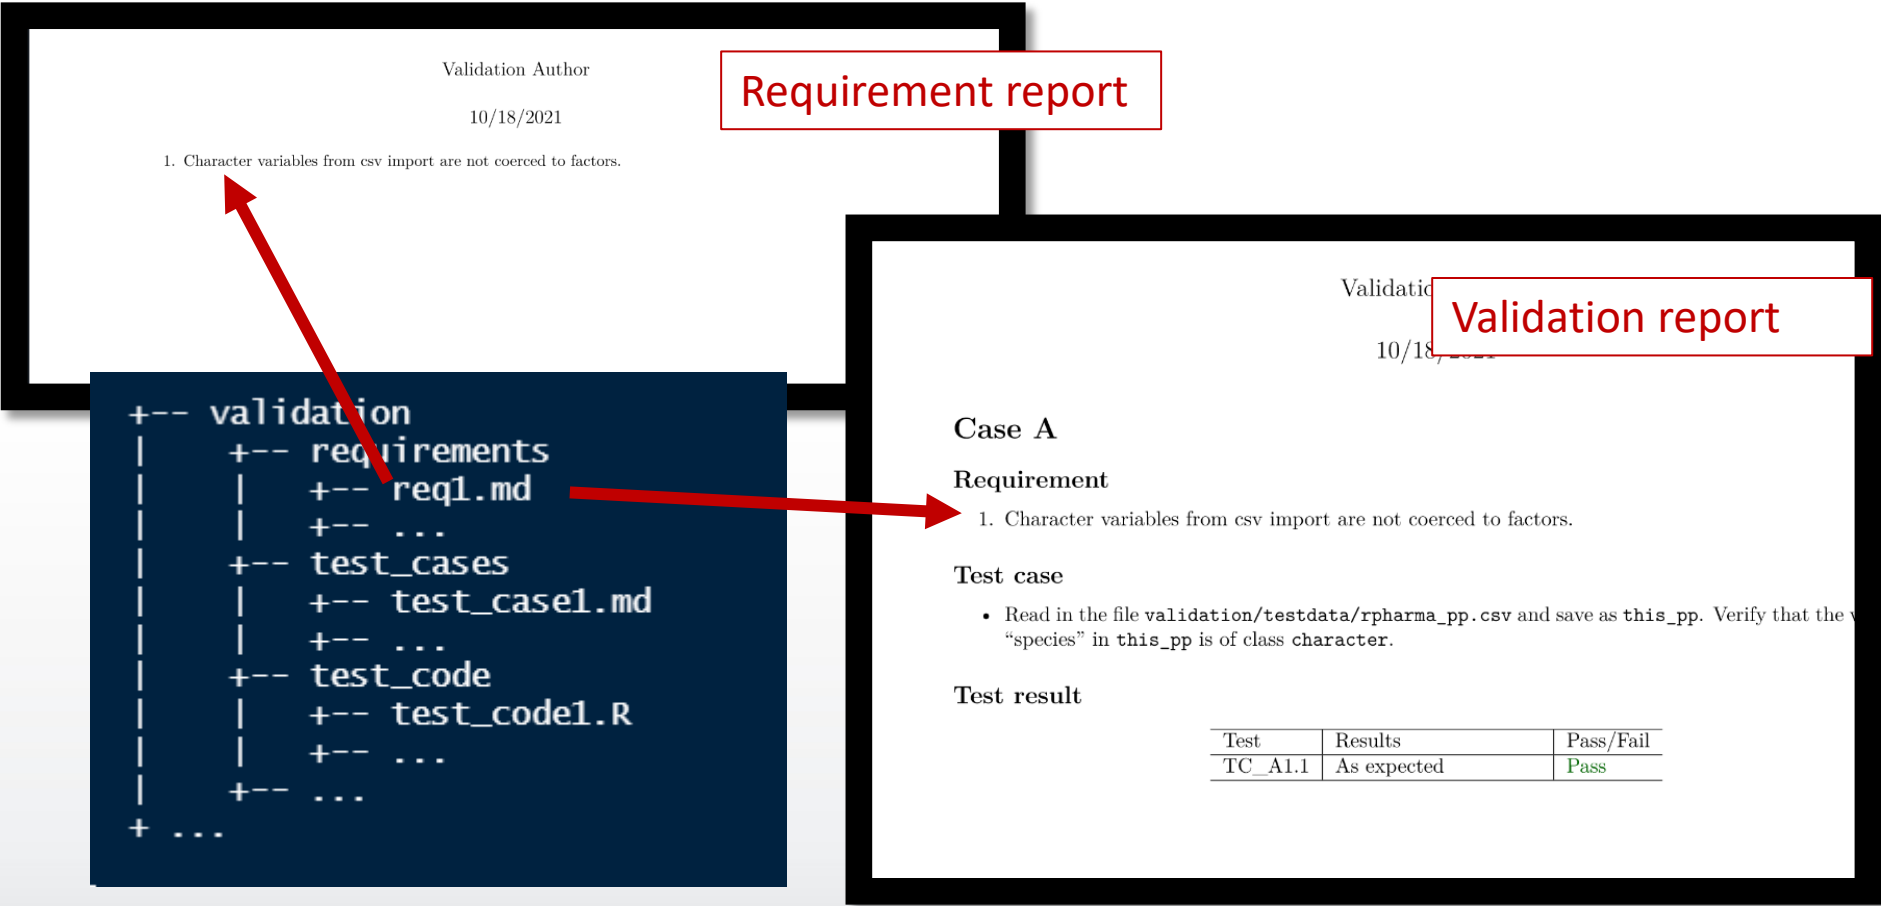 Validation Author
10/18/2021
1. Character variables from csv import are not coerced to factors.
Requirement report
+-- validation
|    +-- requirements
|    |    +-- req1.md
|    |    +-- ...
|    +-- test_cases
|    |    +-- test_case1.md
|    |    +-- ...
|    +-- test_code
|    |    +-- test_code1.R
|    |    +-- ...
|    +-- ...
+ ...
Validation report
Case A
Requirement
1. Character variables from csv import are not coerced to factors.
Test case
• Read in the file validation/testdata/rpharma_pp.csv and save as this_pp. Verify that the
“species” in this_pp is of class character.
Test result
Test Results Pass/Fail
TC_A1.1 As expected Pass